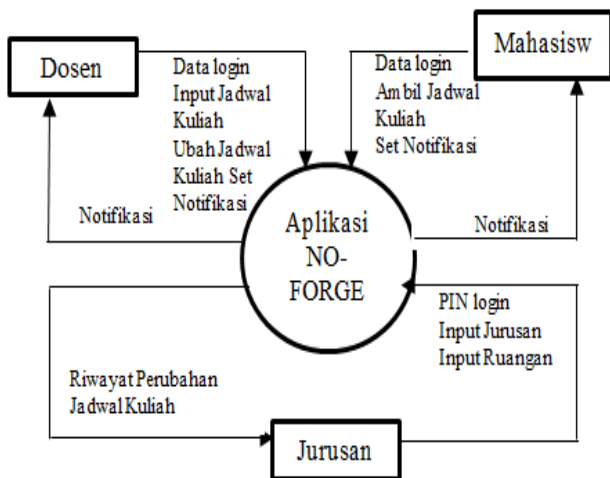 Dosen
Data login
Input Jadwal
Kuliah
Ubah Jadwal
Kuliah Set
Notifikasi
Mahasisw
Data login
Ambil Jadwal
Kuliah
Set Notifikasi
Notifikasi
Aplikasi
NO-
FORGE
Notifikasi
PIN login
Input Jurusan
Input Ruangan
Riwayat Perubahan
Jadwal Kuliah
Jurusan